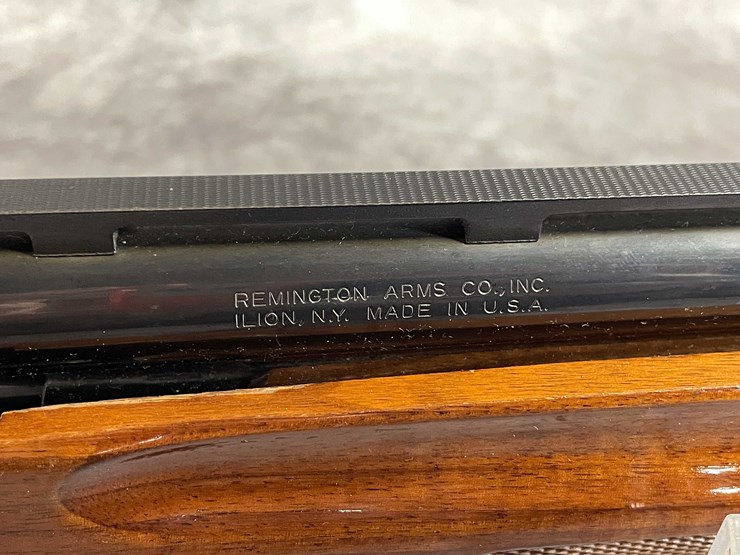 REMINGTON ARMS CO., INC.
ILION, N.Y. MADE IN U.S.A.